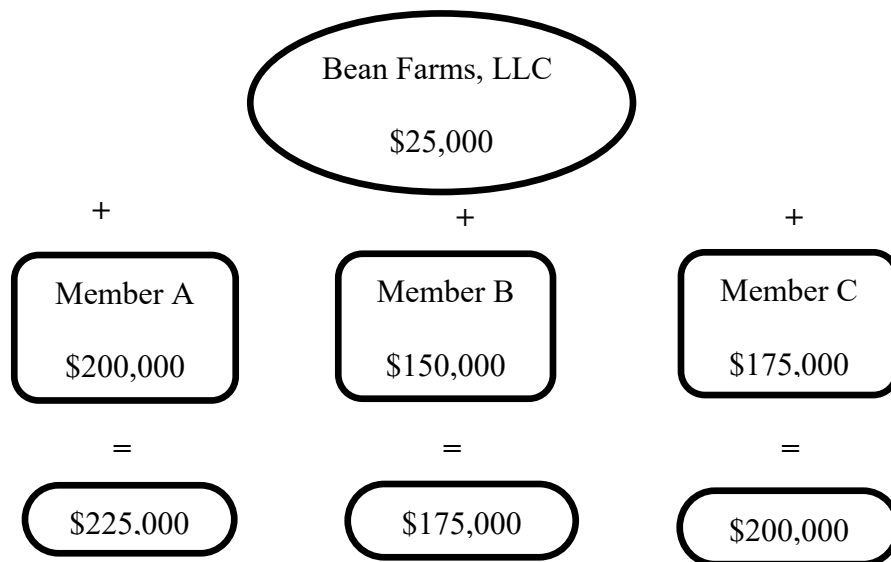 Bean Farms, LLC
$25,000
+ + +
Member A Member B Member C
$200,000 $150,000 $175,000
= = =
$225,000 $175,000 $200,000